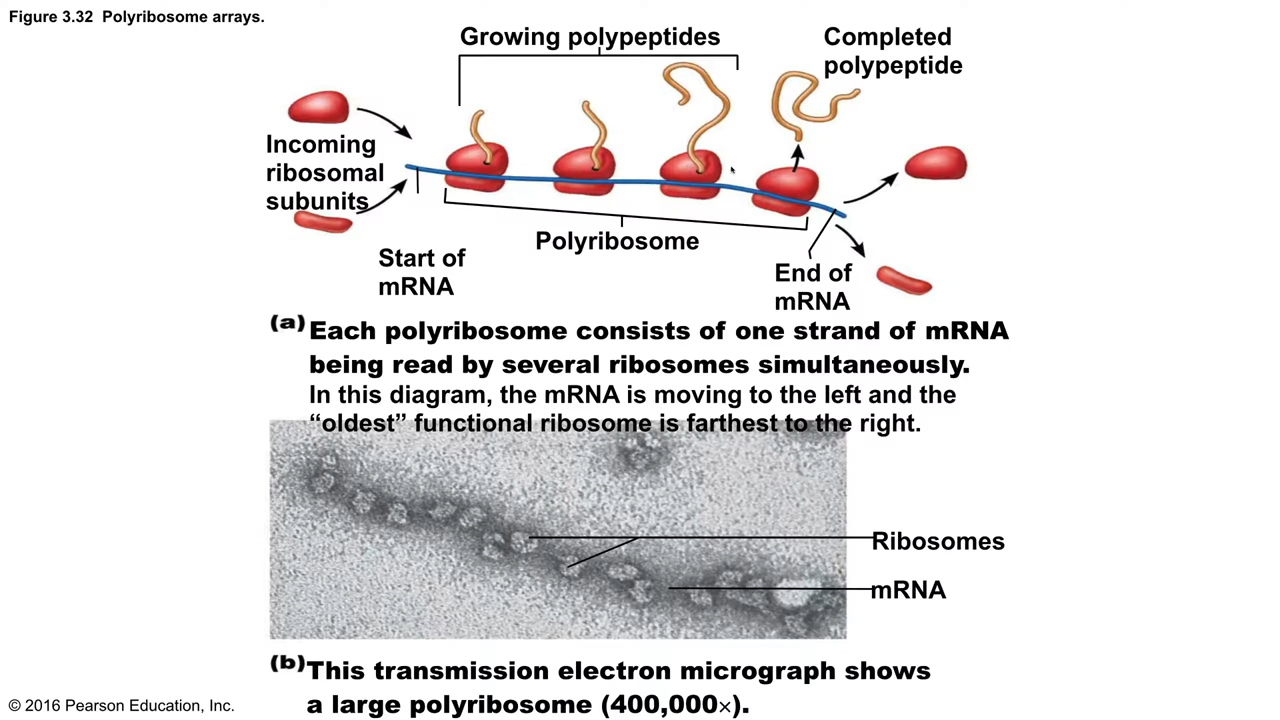 Figure 3.32 Polyribosome arrays.
Growing polypeptides
Completed
polypeptide
Incoming
ribosomal
subunits
Polyribosome
Start of
mRNA
End of
mRNA
(a) Each polyribosome consists of one strand of mRNA
being read by several ribosomes simultaneously.
In this diagram, the mRNA is moving to the left and the
“oldest” functional ribosome is farthest to the right.
Ribosomes
mRNA
(b) This transmission electron micrograph shows
a large polyribosome (400,000×).
© 2016 Pearson Education, Inc.